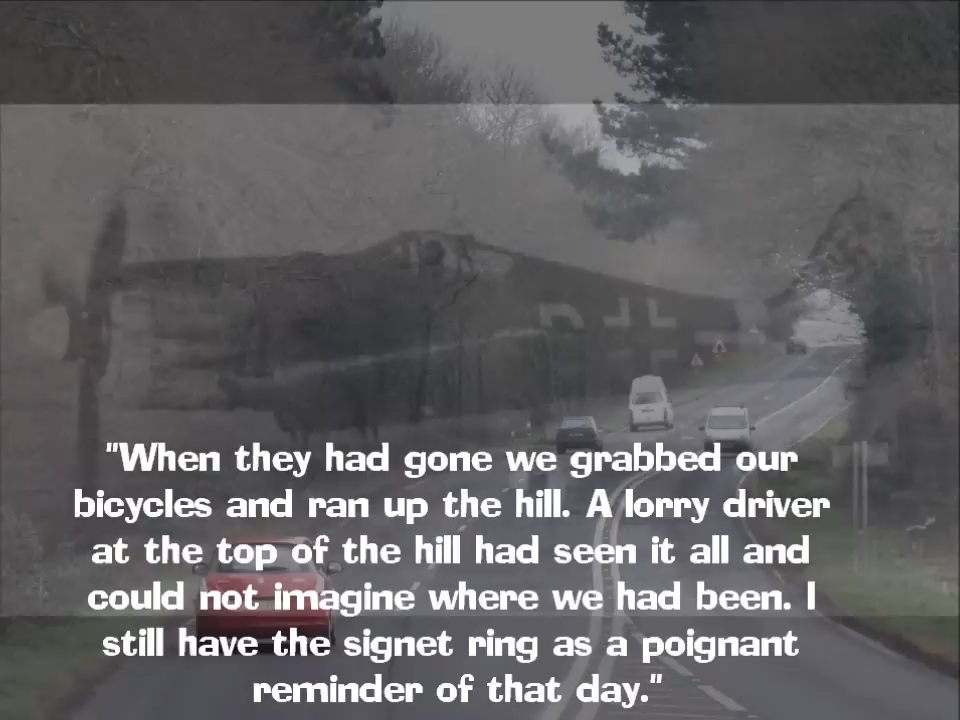 "When they had gone we grabbed our
bicycles and ran up the hill. A lorry driver
at the top of the hill had seen it all and
could not imagine where we had been. I
still have the signet ring as a poignant
reminder of that day."